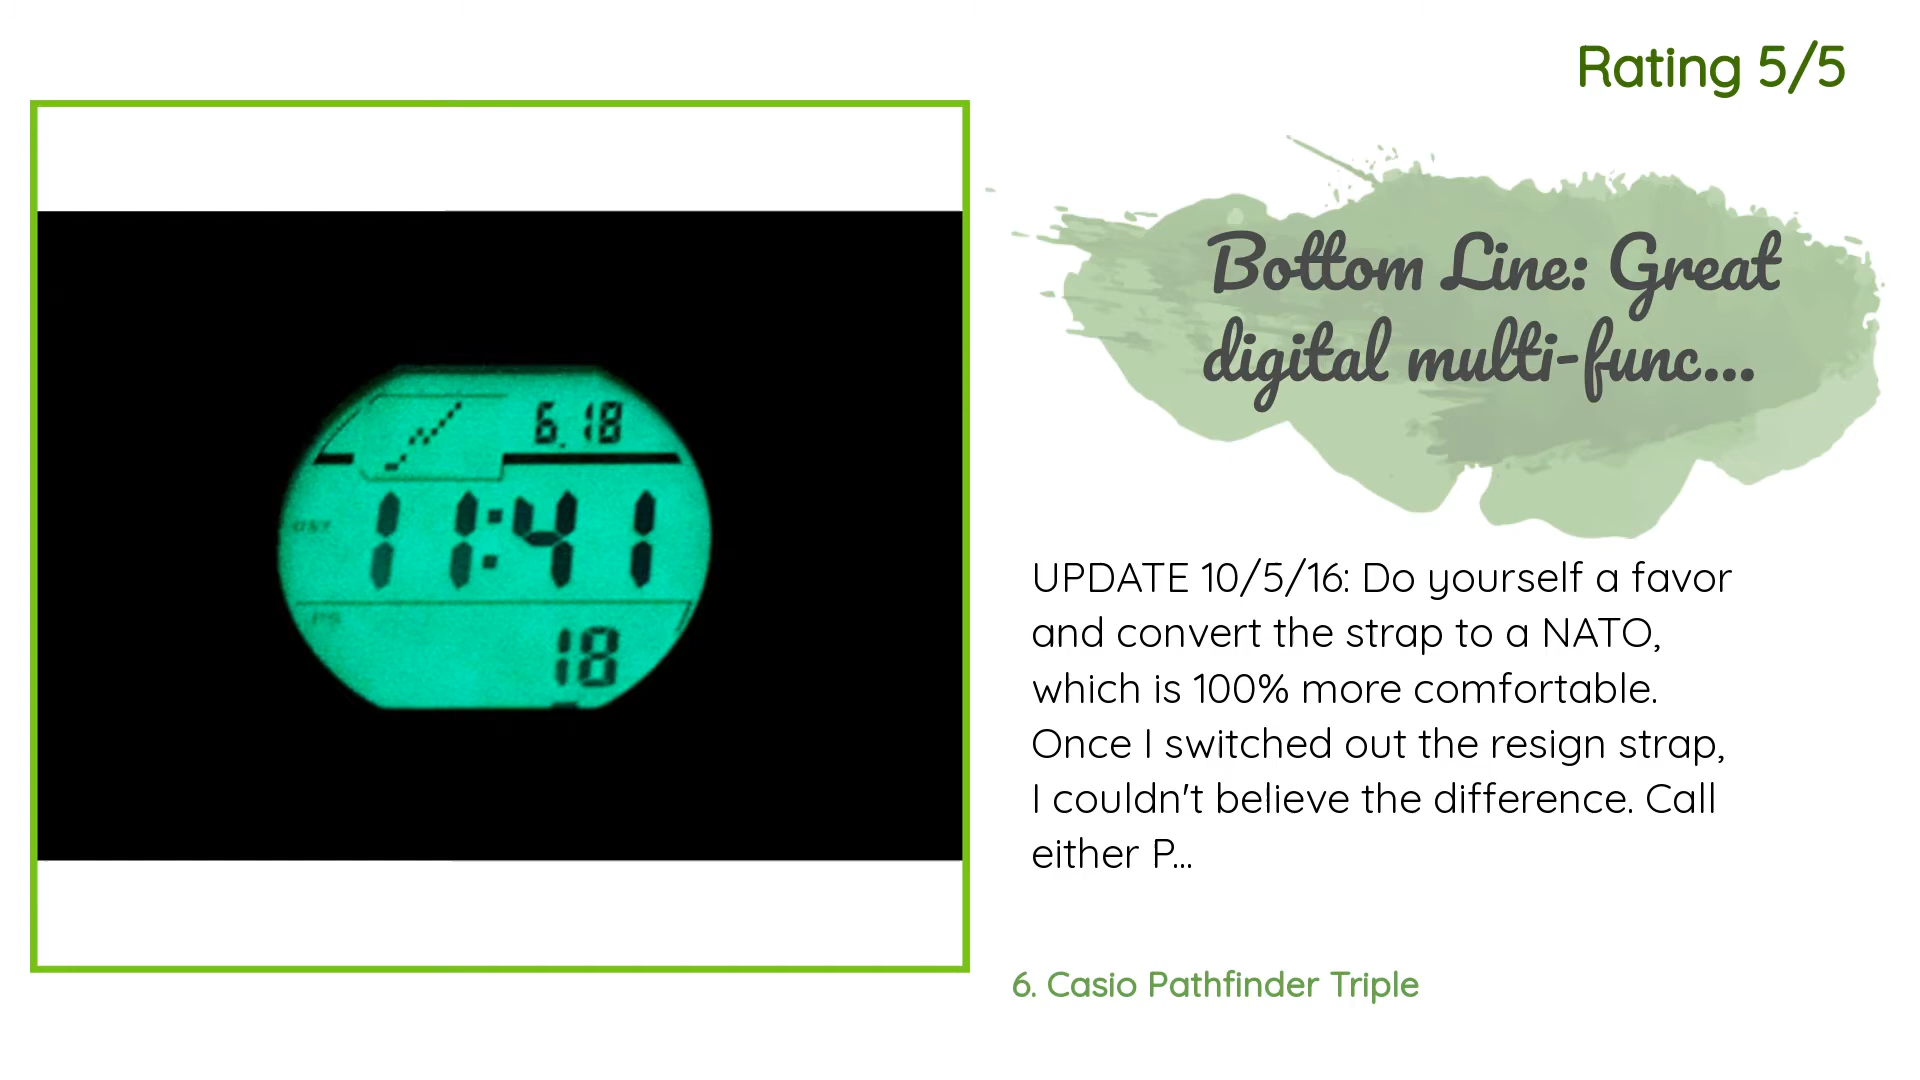 Rating 5/5
Bottom Line: Great
digital multi-func...
6.18
DST
11:41
PS
18
UPDATE 10/5/16: Do yourself a favor
and convert the strap to a NATO,
which is 100% more comfortable.
Once I switched out the resign strap,
I couldn't believe the difference. Call
either P...
6. Casio Pathfinder Triple